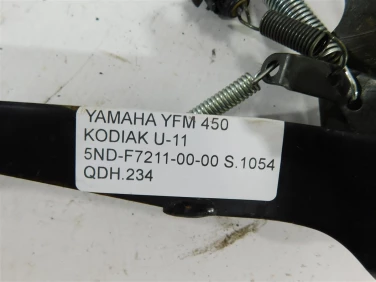 YAMAHA YFM 450
KODIAK U-11
5ND-F7211-00-00 S.1054
QDH.234